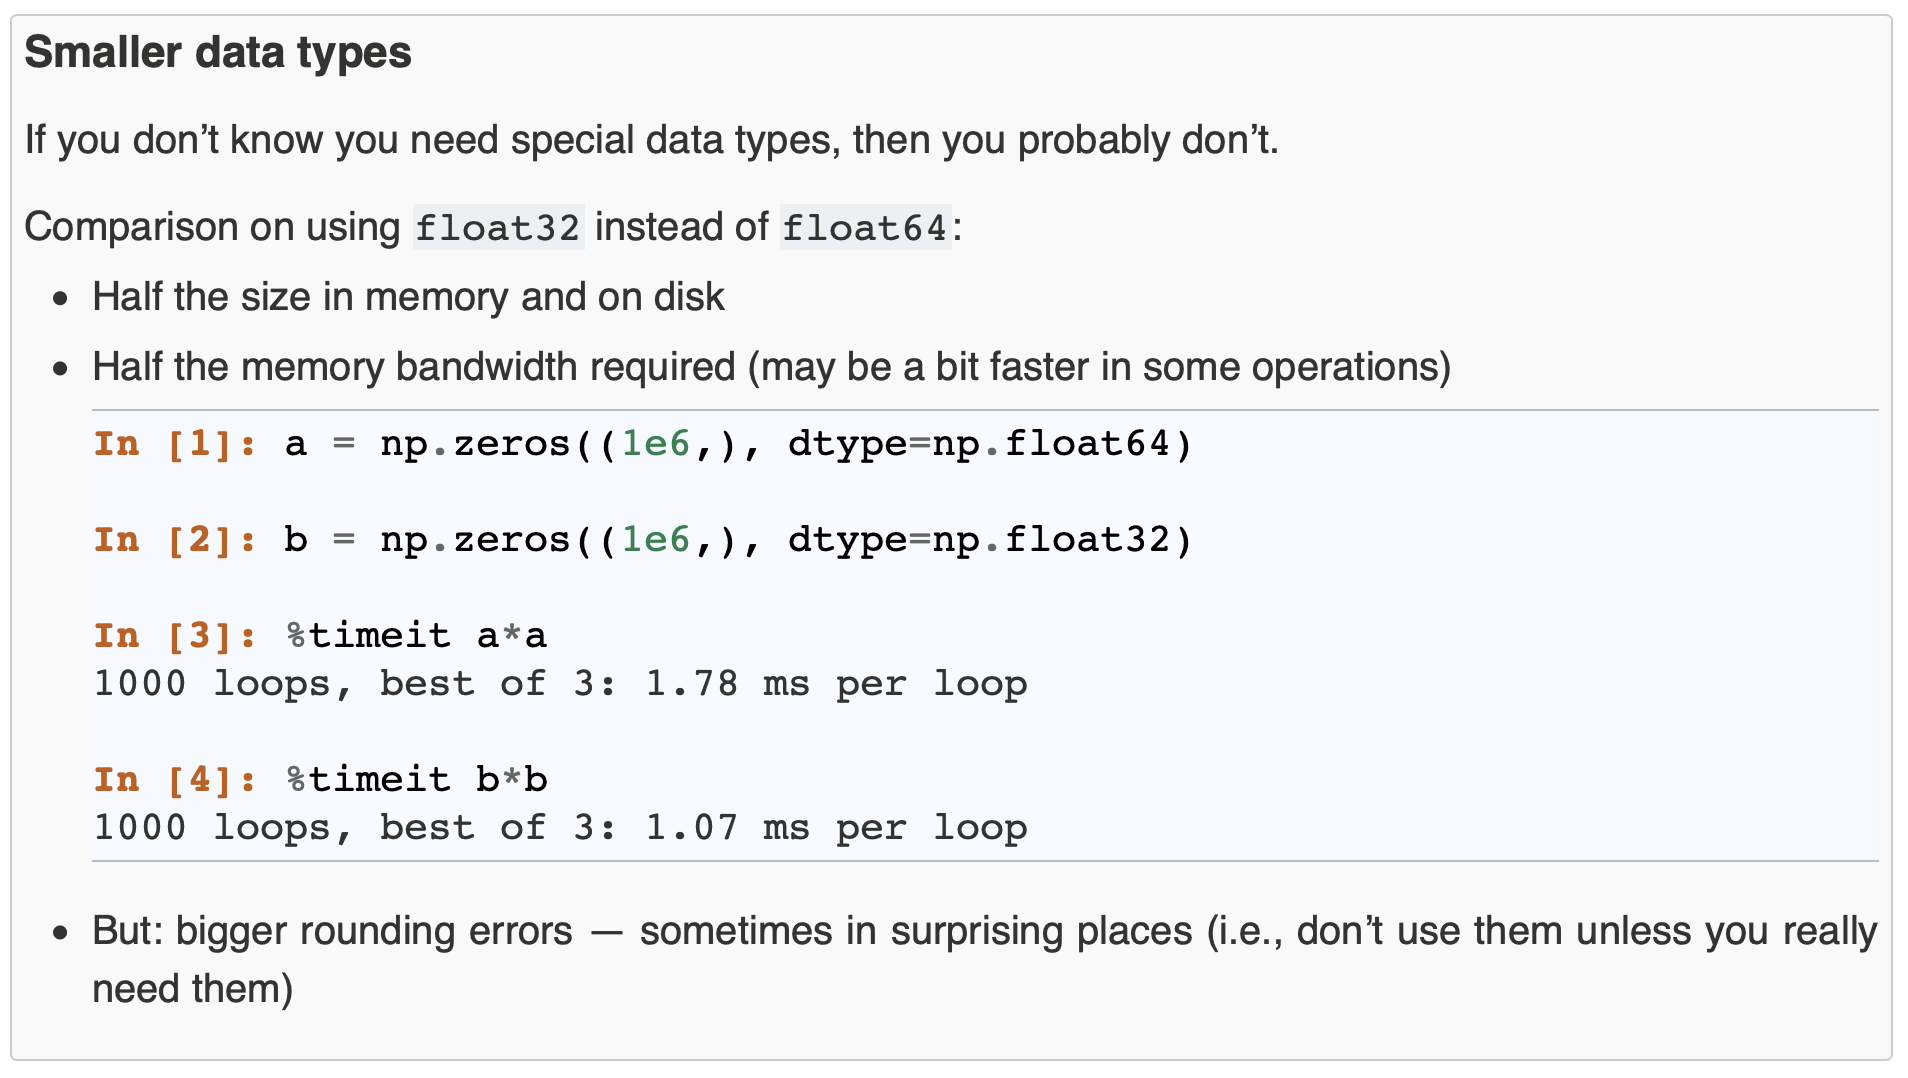 Smaller data types
If you don’t know you need special data types, then you probably don’t.
Comparison on using float32 instead of float64:
• Half the size in memory and on disk
• Half the memory bandwidth required (may be a bit faster in some operations)
In [1]: a = np.zeros((1e6,), dtype=np.float64)
In [2]: b = np.zeros((1e6,), dtype=np.float32)
In [3]: %timeit a*a
1000 loops, best of 3: 1.78 ms per loop
In [4]: %timeit b*b
1000 loops, best of 3: 1.07 ms per loop
• But: bigger rounding errors — sometimes in surprising places (i.e., don’t use them unless you really
need them)